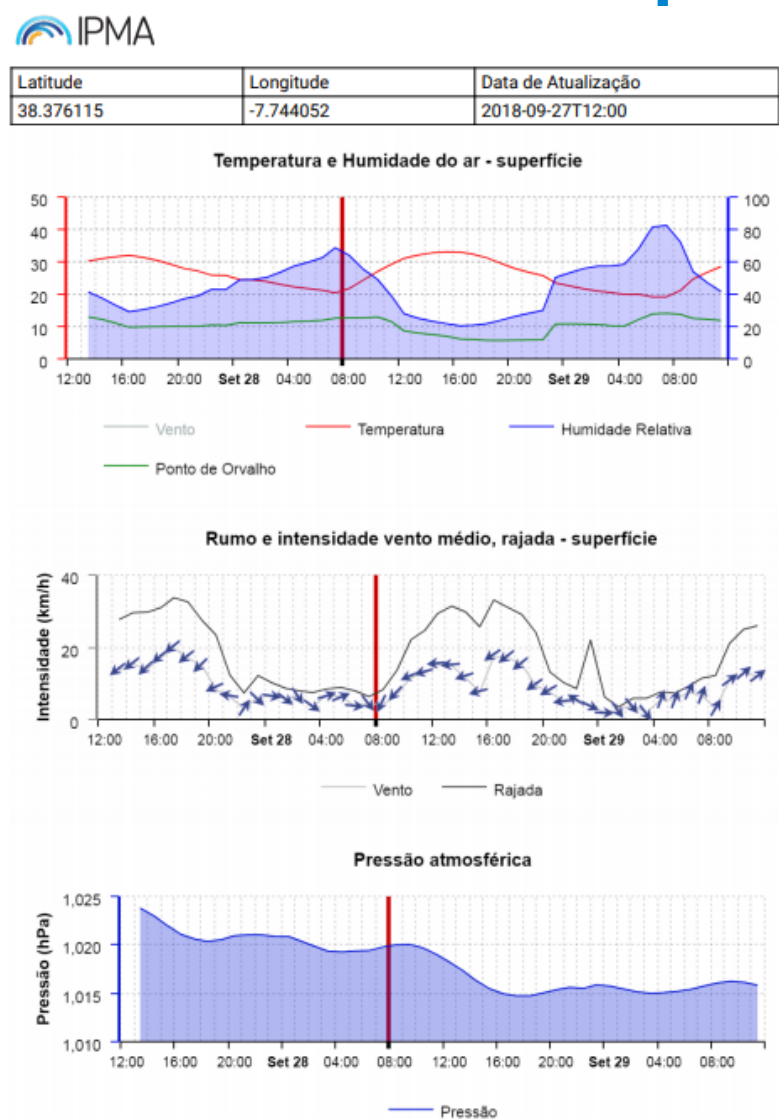 IPMA
Latitude Longitude Data de Atualização
38.376115 -7.744052 2018-09-27T12:00
Temperatura e Humidade do ar - superfície
50 100
40 80
30 60
20 40
10 20
0 0
12:00 16:00 20:00 Set 28 04:00 08:00 12:00 16:00 20:00 Set 29 04:00 08:00
Vento Temperatura Humidade Relativa
Ponto de Orvalho
Rumo e intensidade vento médio, rajada - superfície
Intensidade (km/h)
40
20
0
12:00 16:00 20:00 Set 28 04:00 08:00 12:00 16:00 20:00 Set 29 04:00 08:00
Vento Rajada
Pressão atmosférica
Pressão (hPa)
1,025
1,020
1,015
1,010
12:00 16:00 20:00 Set 28 04:00 08:00 12:00 16:00 20:00 Set 29 04:00 08:00
Pressão